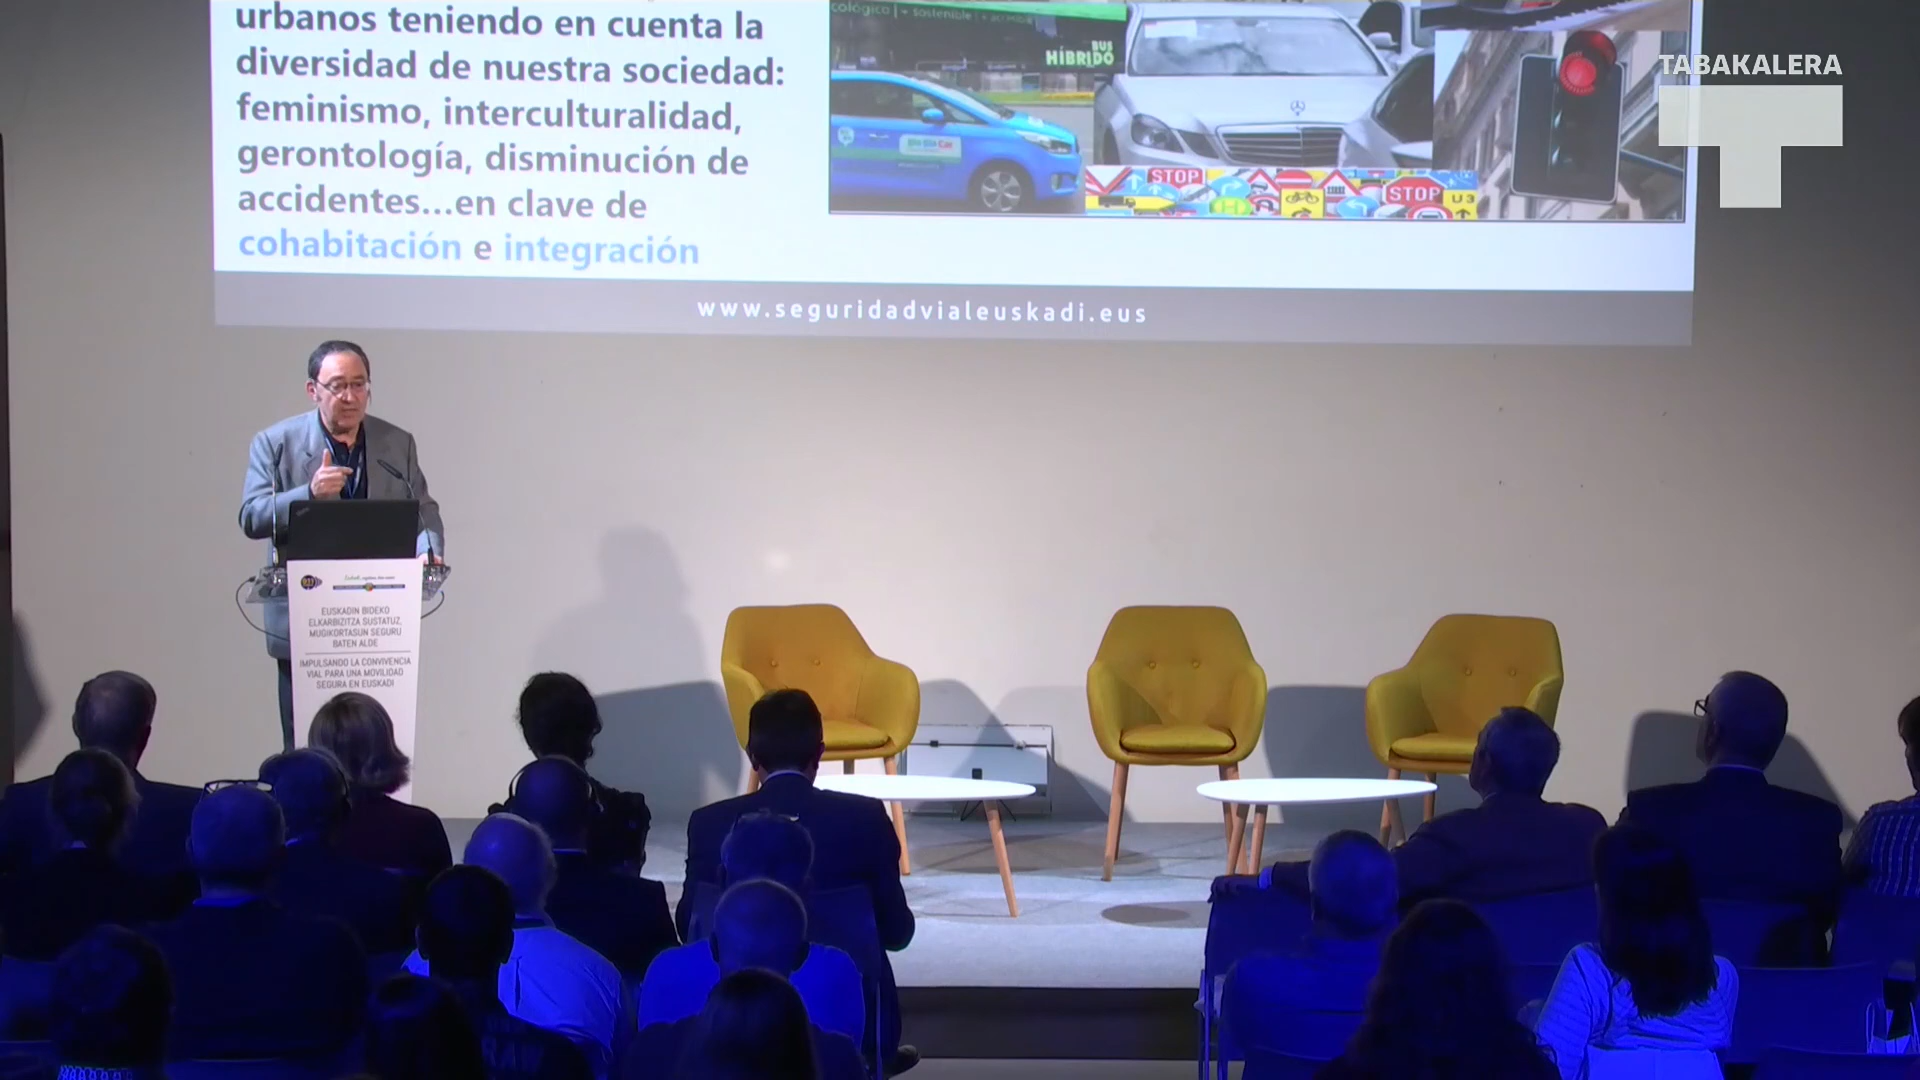 urbanos teniendo en cuenta la
diversidad de nuestra sociedad:
feminismo, interculturalidad,
gerontología, disminución de
accidentes...en clave de
cohabitación e integración
BUS
HÍBRIDO
STOP
STOP
U 3
www.seguridadvialeuskadi.eus
TABAKALERA
EUSKADIN BIDEKO
ELKARBIZITZA SUSTATUZ,
MUGIKORTASUN SEGURU
BATEN ALDE
IMPULSANDO LA CONVIVENCIA
VIAL PARA UNA MOVILIDAD
SEGURA EN EUSKADI